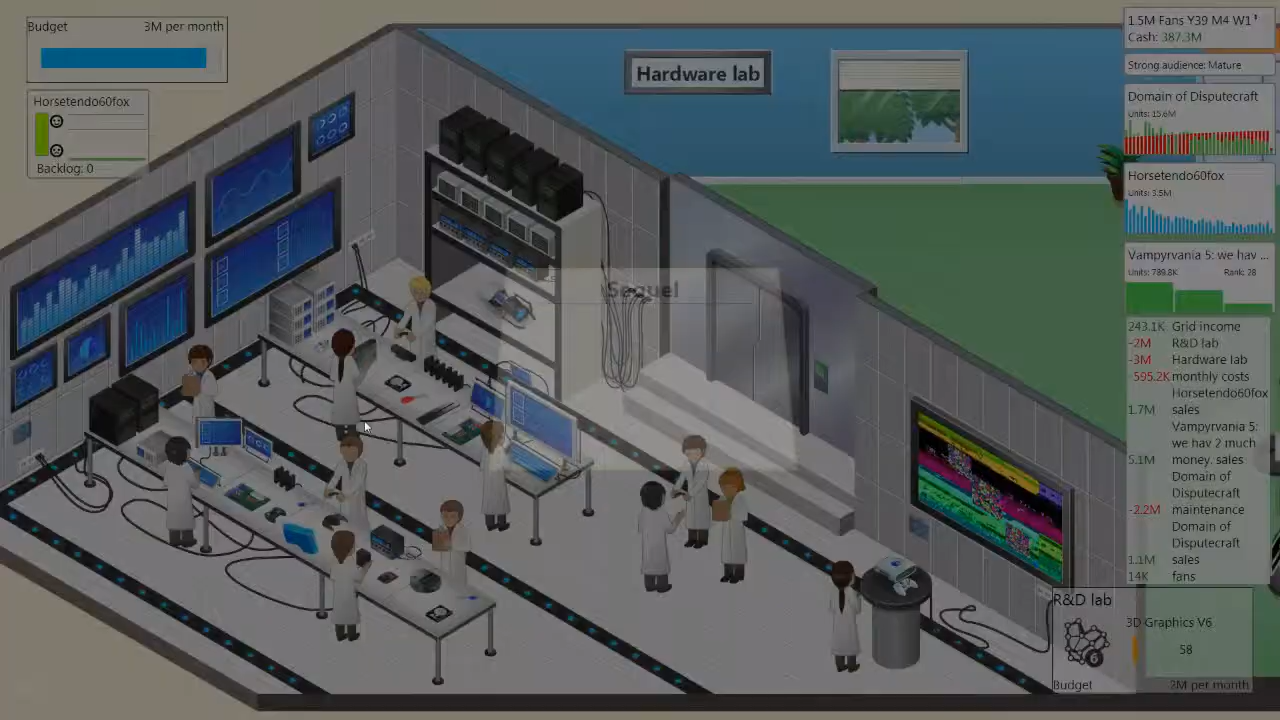 Budget 3M per month
Horsetendo60fox
Backlog: 0
Hardware lab
Sequel
1.5M Fans Y39 M4 W1
Cash: 387.3M
Strong audience: Mature
Domain of Disputecraft
Units: 15.6M
Horsetendo60fox
Units: 3.5M
Vampyrvania 5: we hav ...
Units: 789.8K Rank: 28
243.1K Grid income
-2M R&D lab
-3M Hardware lab
-595.2K monthly costs
Horsetendo60fox
1.7M sales
Vampyrvania 5:
we hav 2 much
5.1M money. sales
Domain of
Disputecraft
-2.2M maintenance
Domain of
Disputecraft
1.1M sales
14K fans
R&D lab
3D Graphics V6
58
Budget 2M per month